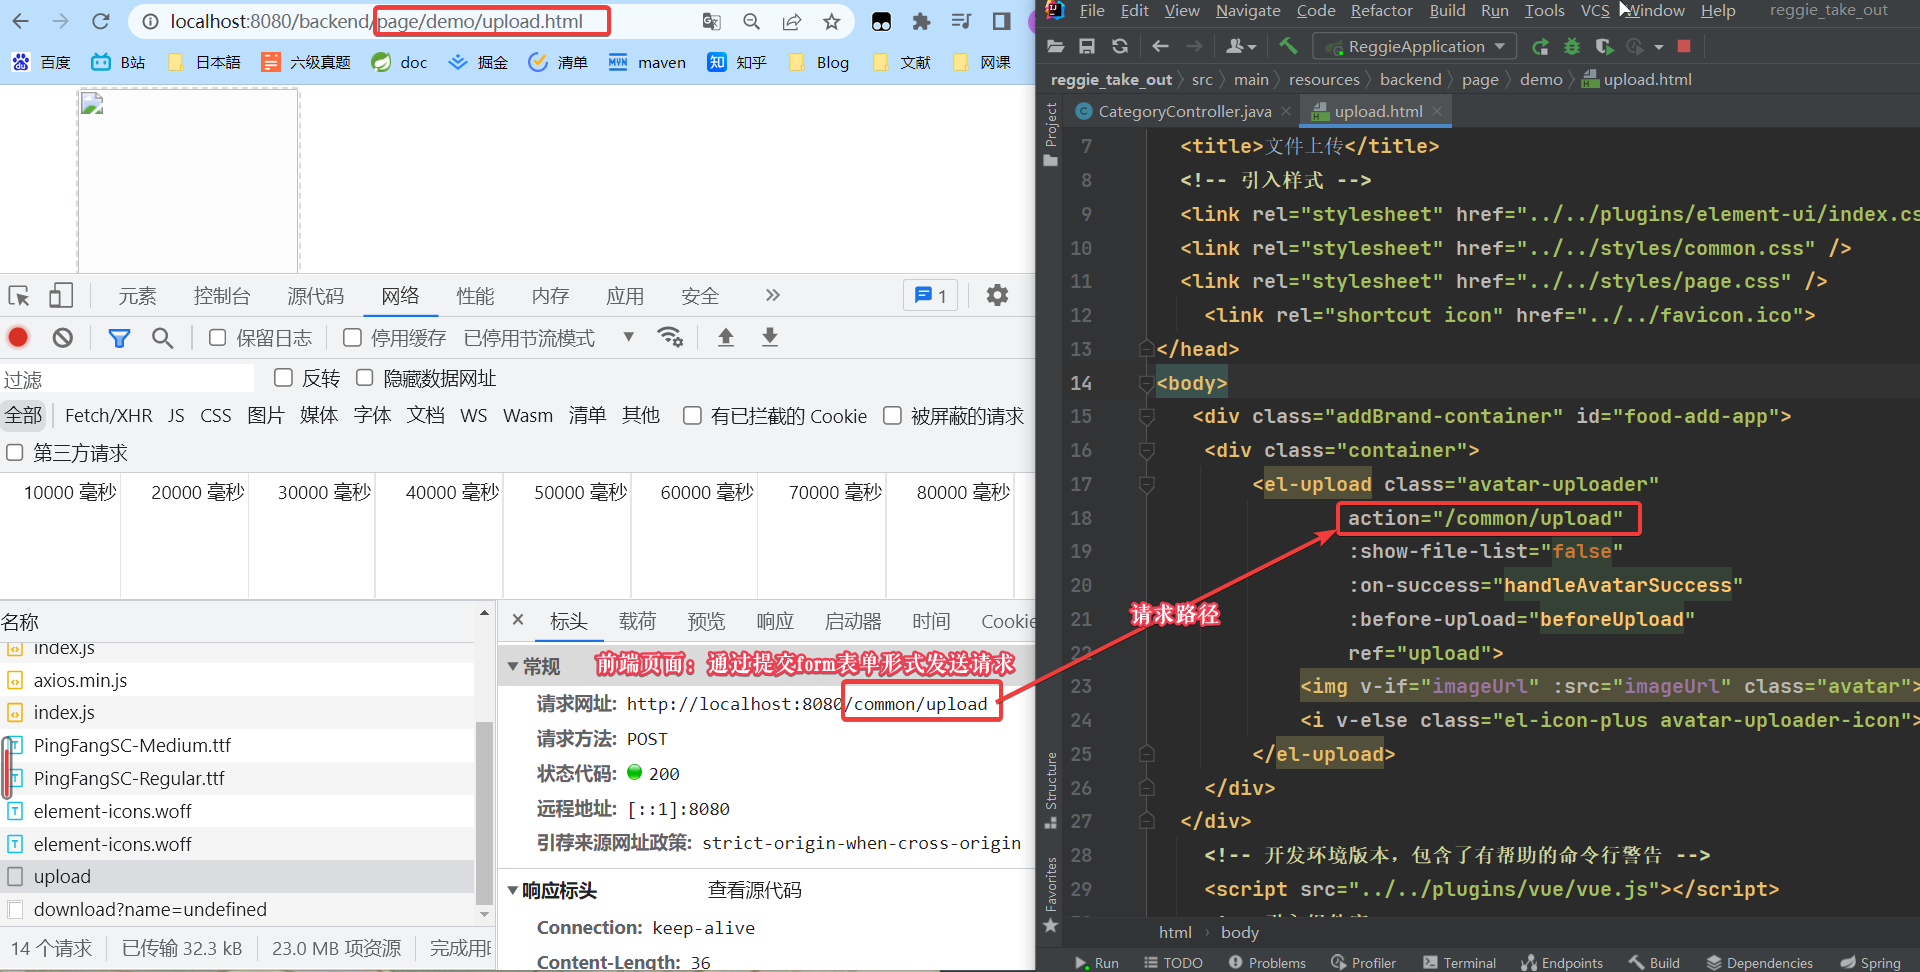 localhost:8080/backend/page/demo/upload.html
百度 B站 日本語 六级真题 doc 掘金 清单 maven 知乎 Blog 文献 网课
元素 控制台 源代码 网络 性能 内存 应用 安全 » 1
保留日志 停用缓存 已停用节流模式
过滤 反转 隐藏数据网址
全部 Fetch/XHR JS CSS 图片 媒体 字体 文档 WS Wasm 清单 其他 有已拦截的 Cookie 被屏蔽的请求
第三方请求
10000 毫秒 20000 毫秒 30000 毫秒 40000 毫秒 50000 毫秒 60000 毫秒 70000 毫秒 80000 毫秒
名称
index.js
axios.min.js
index.js
PingFangSC-Medium.ttf
PingFangSC-Regular.ttf
element-icons.woff
element-icons.woff
upload
download?name=undefined
14 个请求 已传输 32.3 kB 23.0 MB 项资源 完成用
× 标头 载荷 预览 响应 启动器 时间 Cookie
常规 前端页面：通过提交form表单形式发送请求
请求网址: http://localhost:8080/common/upload
请求方法: POST
状态代码: 200
远程地址: [::1]:8080
引荐来源网址政策: strict-origin-when-cross-origin
响应标头 查看源代码
Connection: keep-alive
Content-Length: 36
请求路径
File Edit View Navigate Code Refactor Build Run Tools VCS Window Help reggie_take_out
ReggieApplication
reggie_take_out src main resources backend page demo upload.html
CategoryController.java upload.html
Project
Structure
Favorites
7 <title>文件上传</title>
8 <!-- 引入样式 -->
9 <link rel="stylesheet" href="../../plugins/element-ui/index.cs
10 <link rel="stylesheet" href="../../styles/common.css" />
11 <link rel="stylesheet" href="../../styles/page.css" />
12 <link rel="shortcut icon" href="../../favicon.ico">
13 </head>
14 <body>
15 <div class="addBrand-container" id="food-add-app">
16 <div class="container">
17 <el-upload class="avatar-uploader"
18 action="/common/upload"
19 :show-file-list="false"
20 :on-success="handleAvatarSuccess"
21 :before-upload="beforeUpload"
22 ref="upload">
23 <img v-if="imageUrl" :src="imageUrl" class="avatar">
24 <i v-else class="el-icon-plus avatar-uploader-icon">
25 </el-upload>
26 </div>
27 </div>
28 <!-- 开发环境版本，包含了有帮助的命令行警告 -->
29 <script src="../../plugins/vue/vue.js"></script>
html body
Run TODO Problems Profiler Terminal Endpoints Build Dependencies Spring